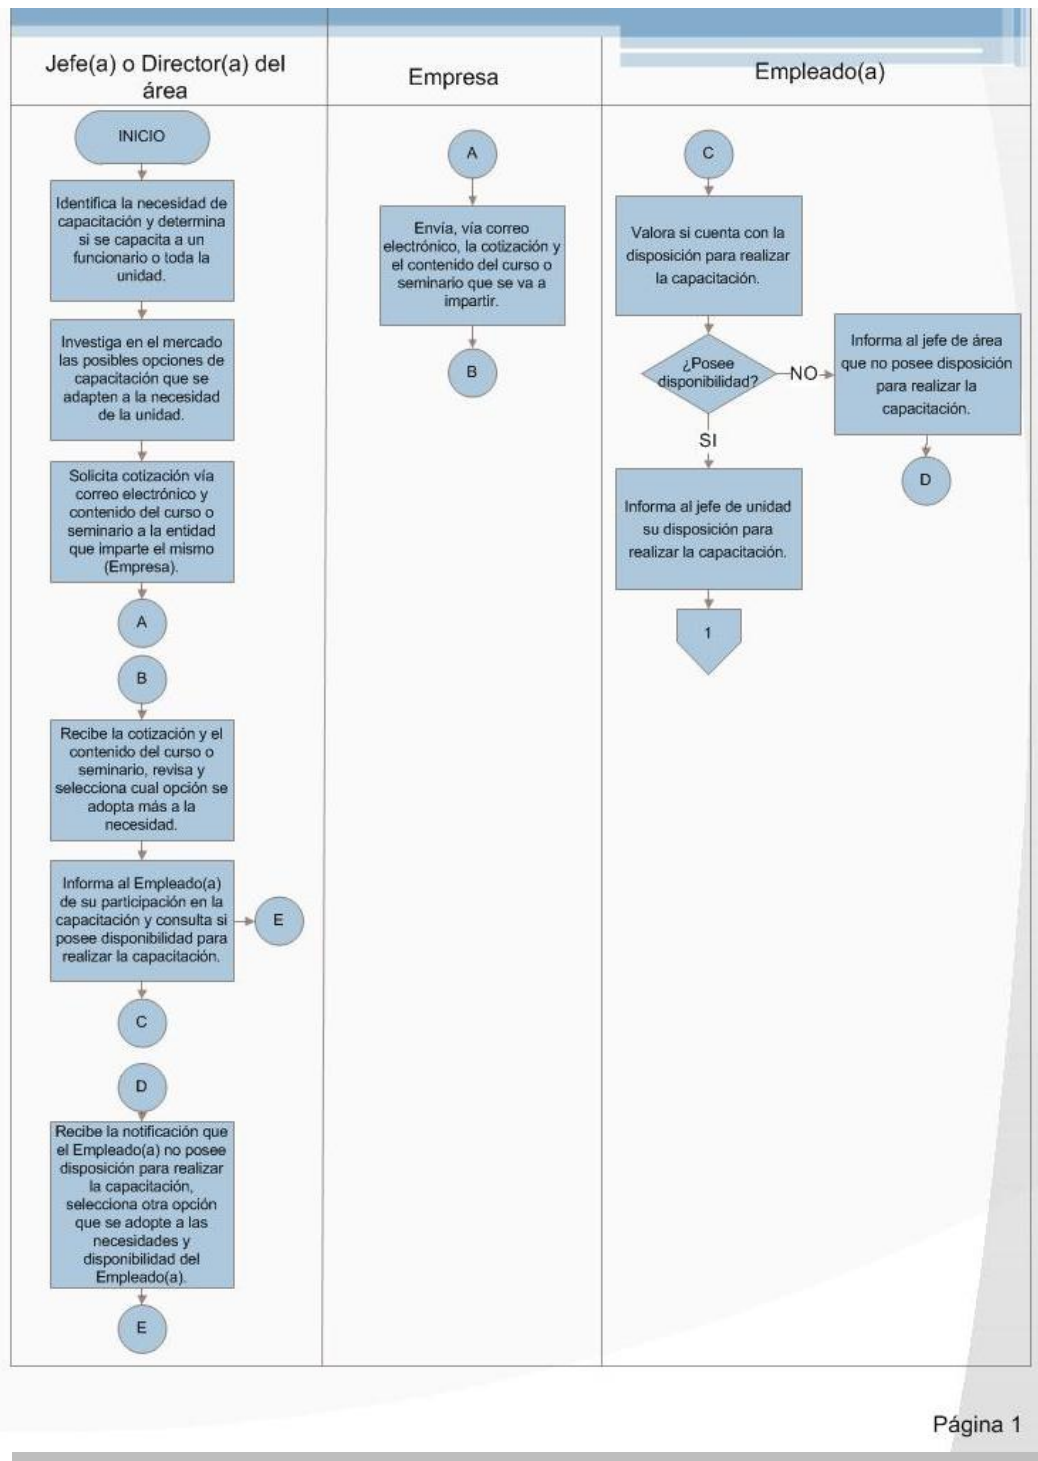 Jefe(a) o Director(a) del
área
Empresa
Empleado(a)
INICIO
Identifica la necesidad de
capacitación y determina
si se capacita a un
funcionario o toda la
unidad.
Investiga en el mercado
las posibles opciones de
capacitación que se
adapten a la necesidad
de la unidad.
Solicita cotización vía
correo electrónico y
contenido del curso o
seminario a la entidad
que imparte el mismo
(Empresa).
A
B
Recibe la cotización y el
contenido del curso o
seminario, revisa y
selecciona cual opción se
adopta más a la
necesidad.
Informa al Empleado(a)
de su participación en la
capacitación y consulta si
posee disponibilidad para
realizar la capacitación.
E
C
D
Recibe la notificación que
el Empleado(a) no posee
disposición para realizar
la capacitación,
selecciona otra opción
que se adopte a las
necesidades y
disponibilidad del
Empleado(a).
E
A
Envía, vía correo
electrónico, la cotización y
el contenido del curso o
seminario que se va a
impartir.
B
C
Valora si cuenta con la
disposición para realizar
la capacitación.
¿Posee
disponibilidad?
NO
Informa al jefe de área
que no posee disposición
para realizar la
capacitación.
D
SI
Informa al jefe de unidad
su disposición para
realizar la capacitación.
1
Página 1